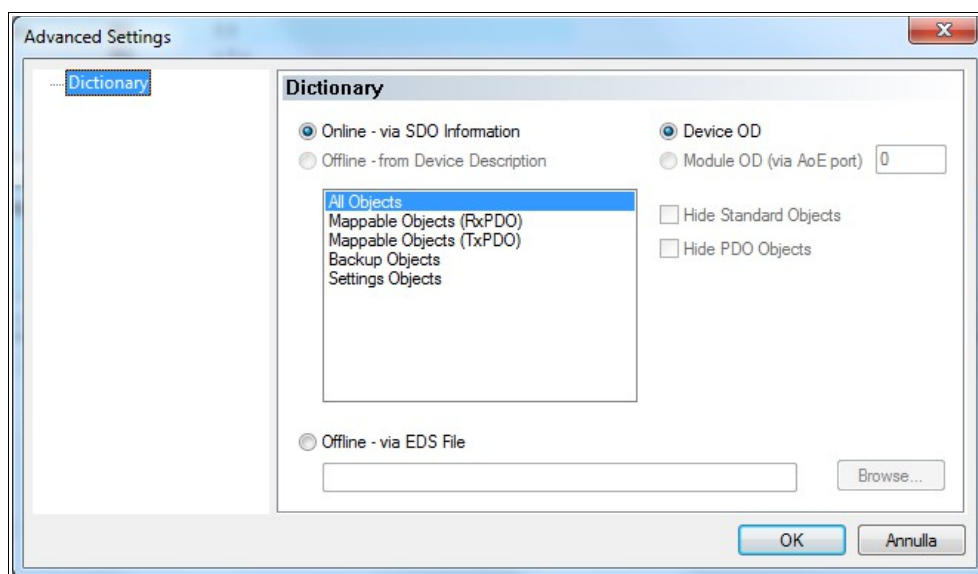 Advanced Settings
Dictionary
Dictionary
Online - via SDO Information
Device OD
Offline - from Device Description
Module OD (via AoE port) 0
All Objects
Mappable Objects (RxPDO)
Mappable Objects (TxPDO)
Backup Objects
Settings Objects
Hide Standard Objects
Hide PDO Objects
Offline - via EDS File
Browse...
OK
Annulla